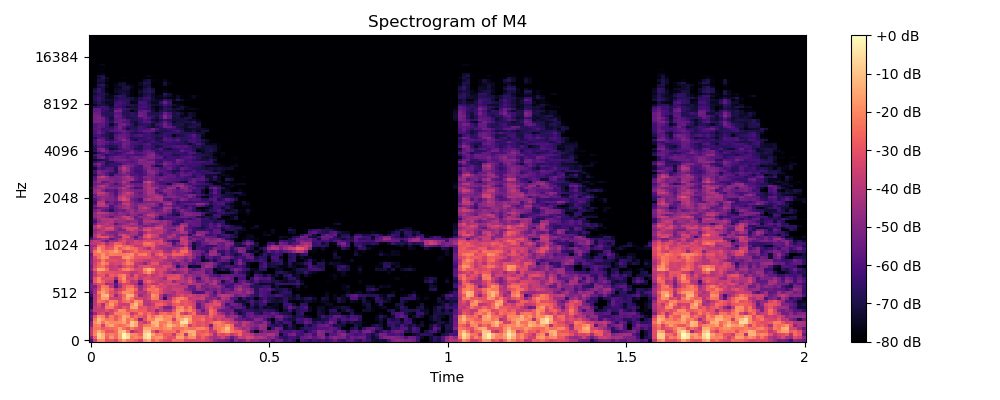 Spectrogram of M4
Hz
16384
8192
4096
2048
1024
512
0
0
0.5
1
1.5
2
Time
+0 dB
-10 dB
-20 dB
-30 dB
-40 dB
-50 dB
-60 dB
-70 dB
-80 dB